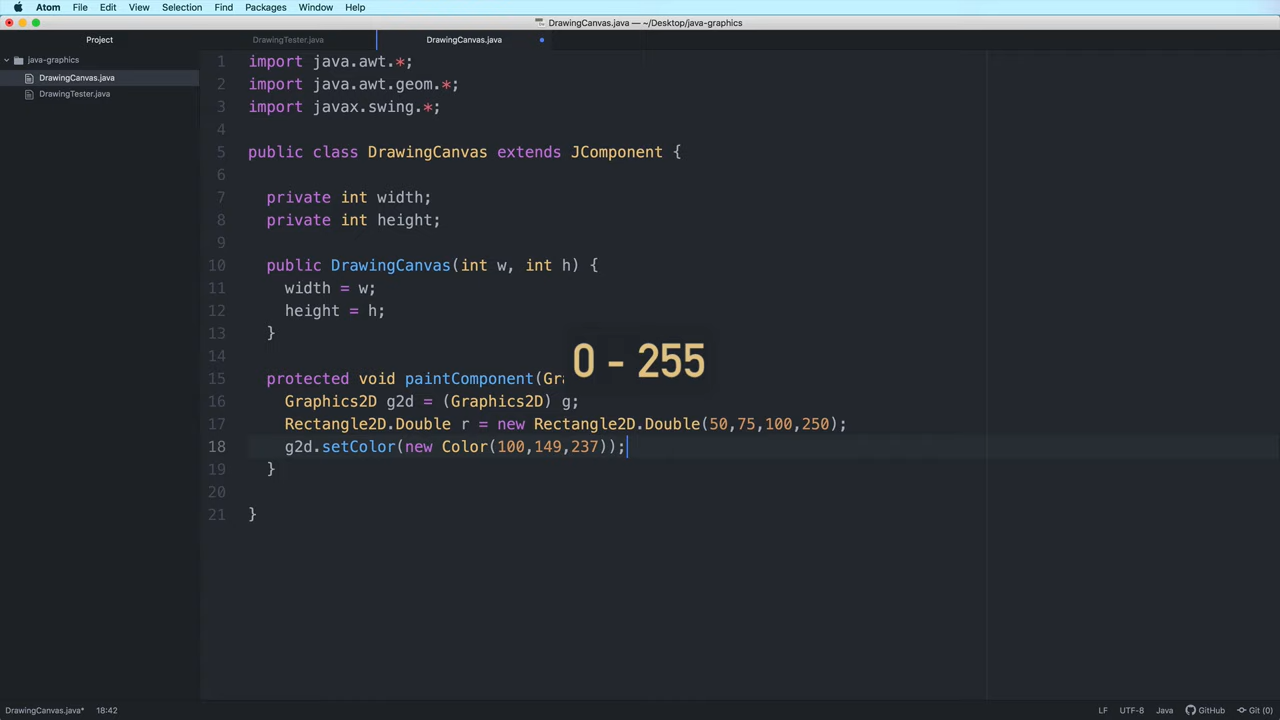 Atom File Edit View Selection Find Packages Window Help
DrawingCanvas.java — ~/Desktop/java-graphics
Project
DrawingTester.java
DrawingCanvas.java
java-graphics
DrawingCanvas.java
DrawingTester.java
1 import java.awt.*;
2 import java.awt.geom.*;
3 import javax.swing.*;
4
5 public class DrawingCanvas extends JComponent {
6
7 private int width;
8 private int height;
9
10 public DrawingCanvas(int w, int h) {
11 width = w;
12 height = h;
13 }
14
0 - 255
15 protected void paintComponent(Gra
16 Graphics2D g2d = (Graphics2D) g;
17 Rectangle2D.Double r = new Rectangle2D.Double(50,75,100,250);
18 g2d.setColor(new Color(100,149,237));
19 }
20
21 }
DrawingCanvas.java* 18:42
LF UTF-8 Java GitHub Git (0)